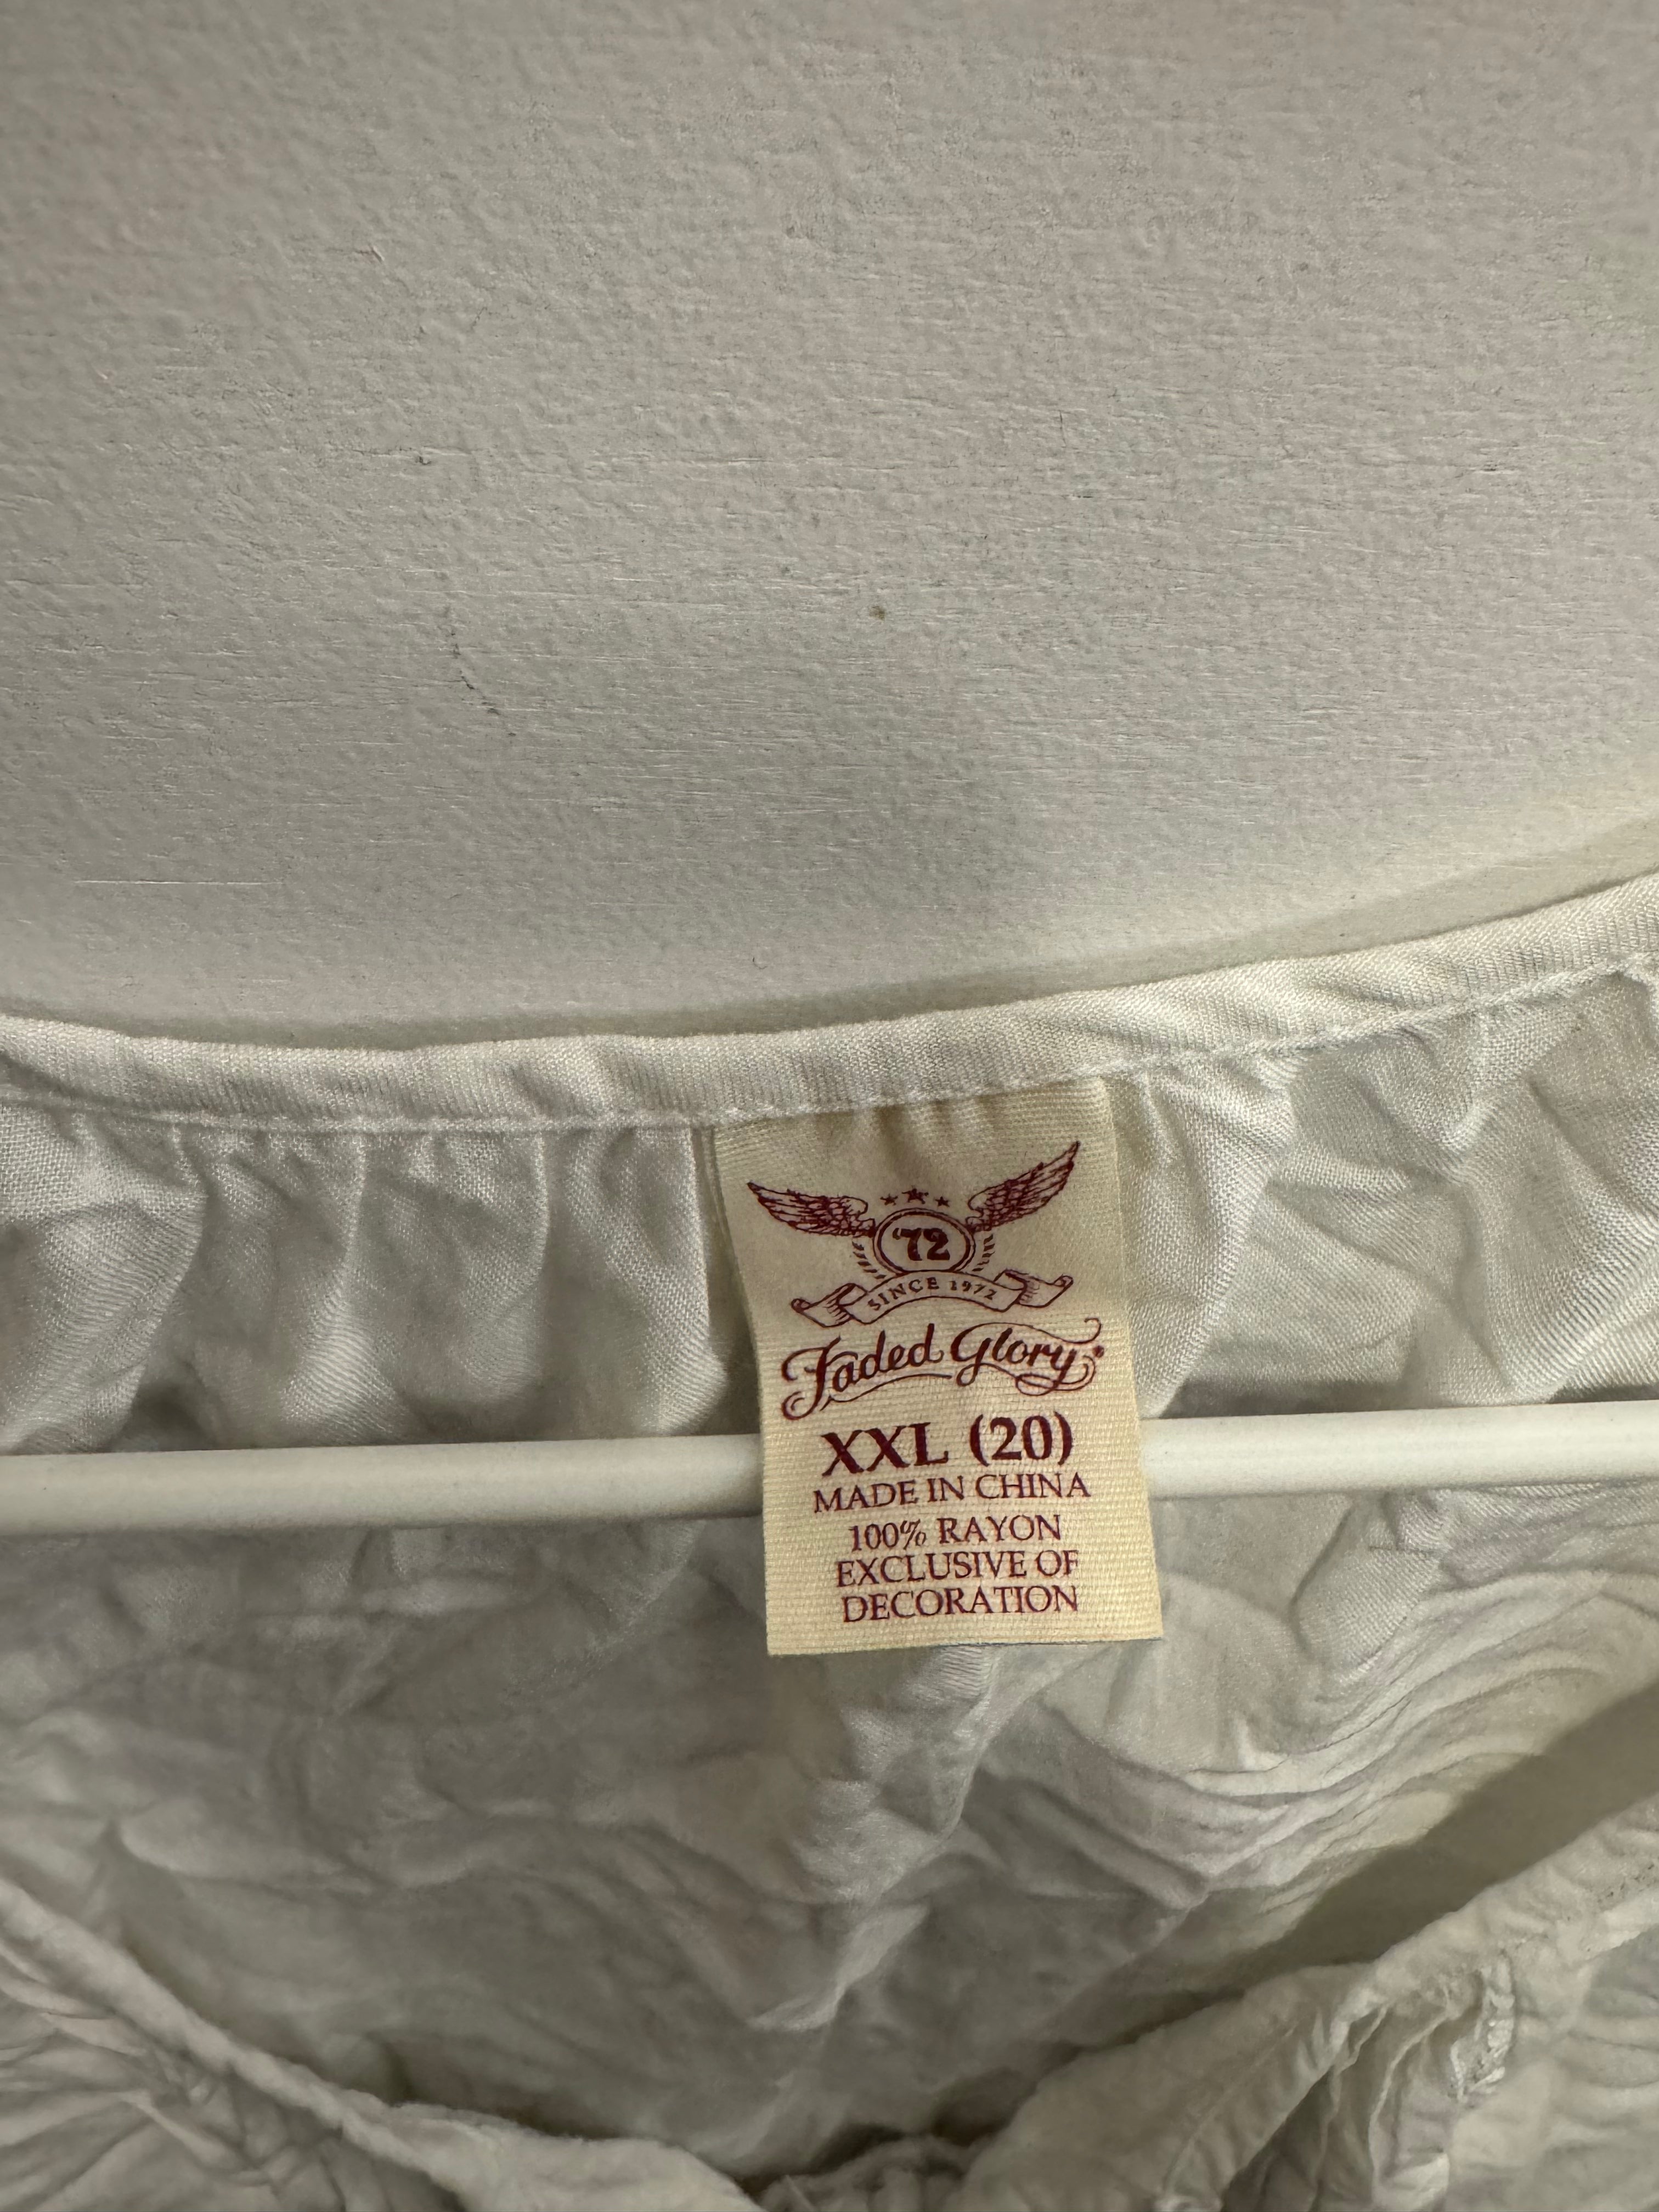 '72
SINCE 1972
Faded Glory®
XXL (20)
MADE IN CHINA
100% RAYON
EXCLUSIVE OF
DECORATION